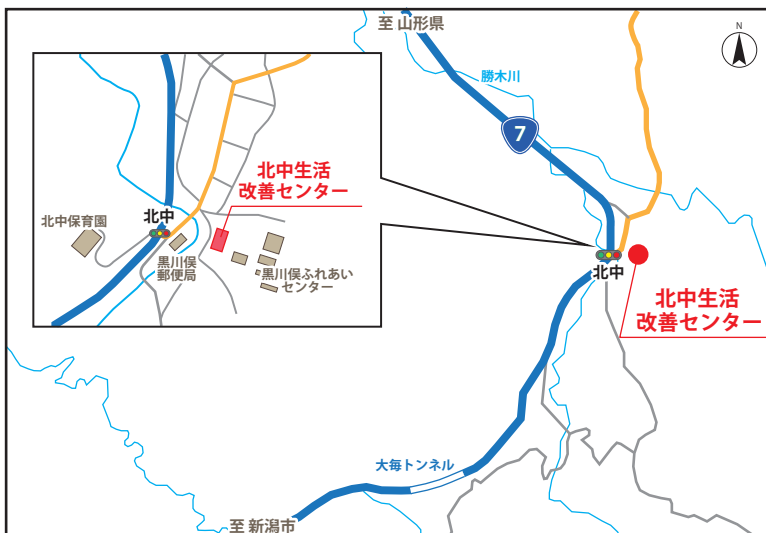 至 山形県
N
勝木川
7
北中生活
改善センター
北中
北中保育園
黒川俣
郵便局
黒川俣ふれあい
センター
北中
北中生活
改善センター
大毎トンネル
至 新潟市